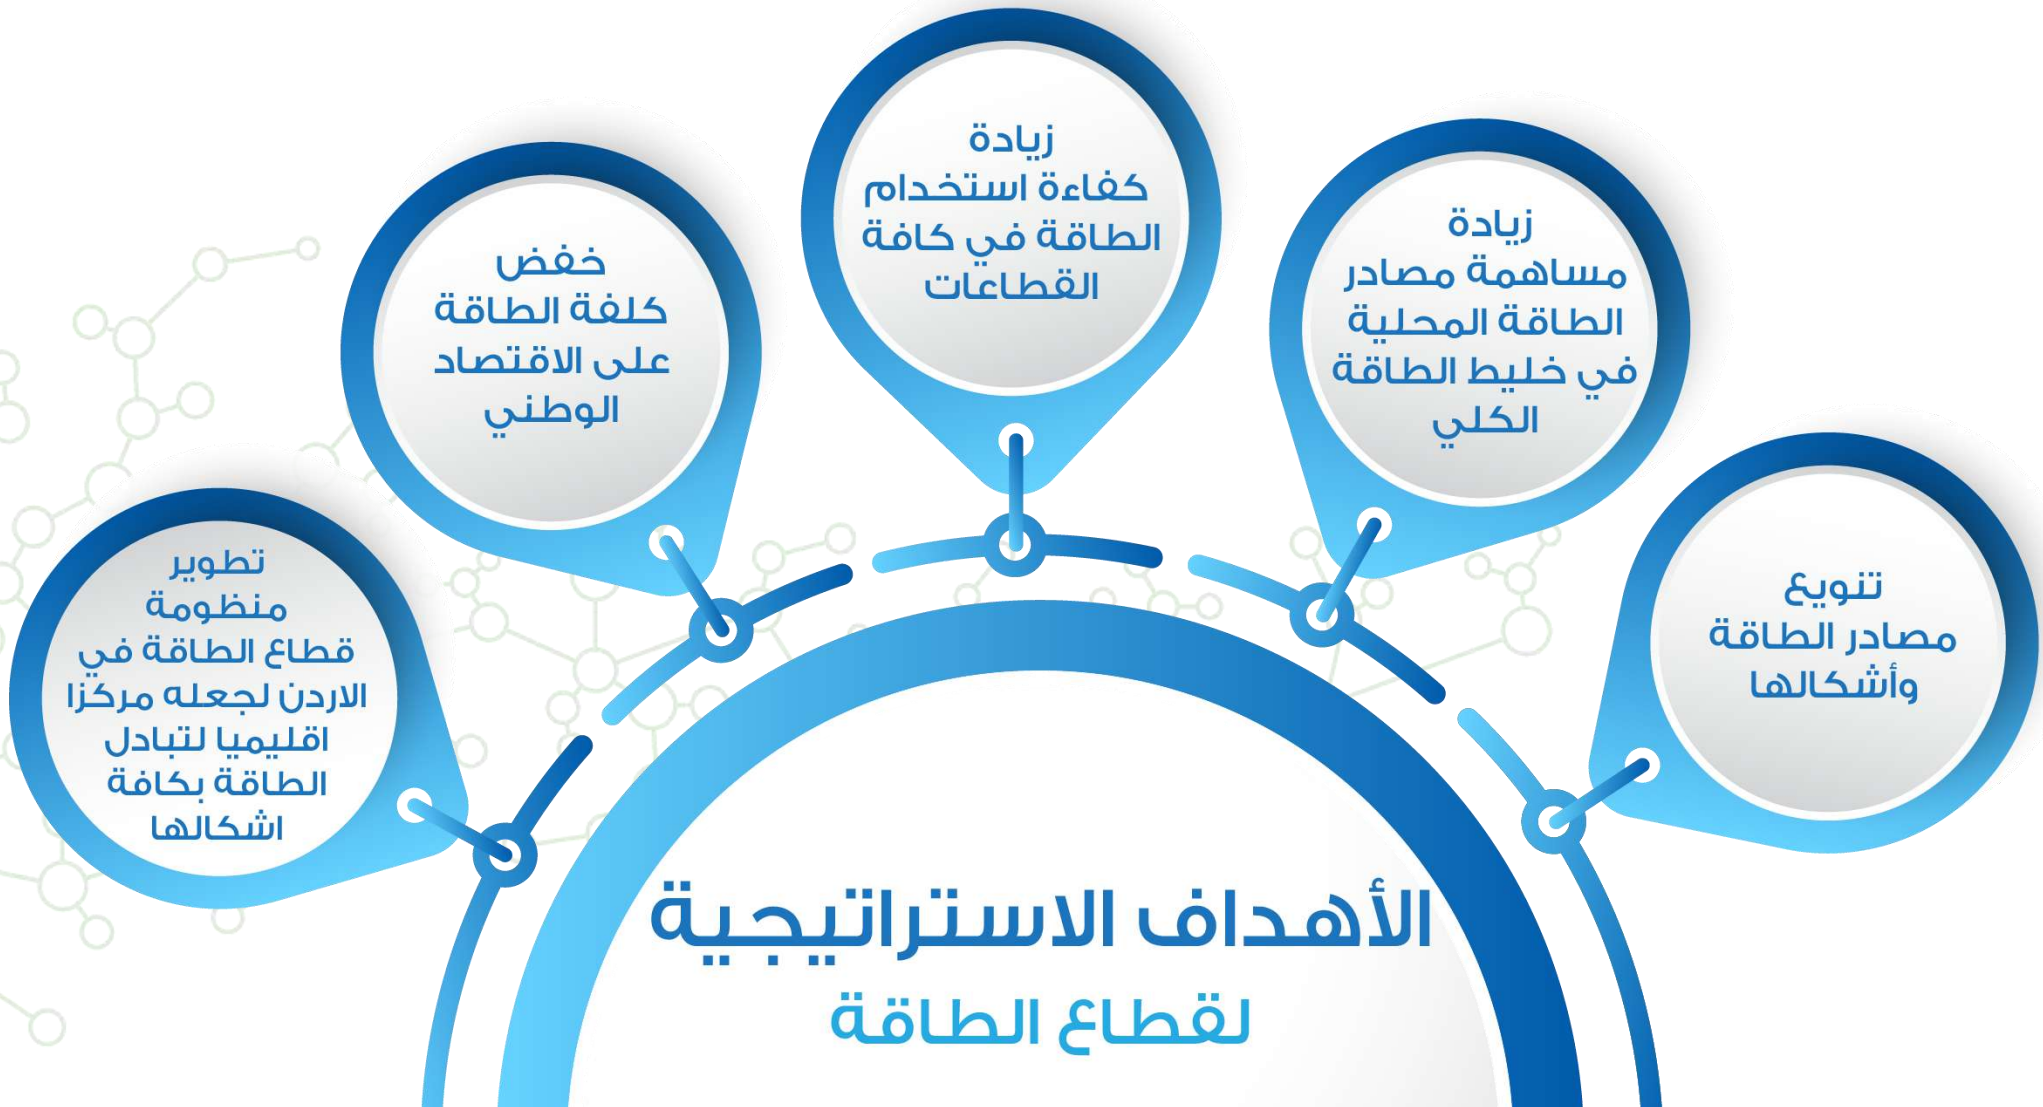 تنويع
مصادر الطاقة
وأشكالها
زيادة
مساهمة مصادر
الطاقة المحلية
في خليط الطاقة
الكلي
زيادة
كفاءة استخدام
الطاقة في كافة
القطاعات
خفض
كلفة الطاقة
على الاقتصاد
الوطني
تطوير
منظومة
قطاع الطاقة في
الاردن لجعله مركزا
اقليميا لتبادل
الطاقة بكافة
اشكالها
الأهداف الاستراتيجية
لقطاع الطاقة